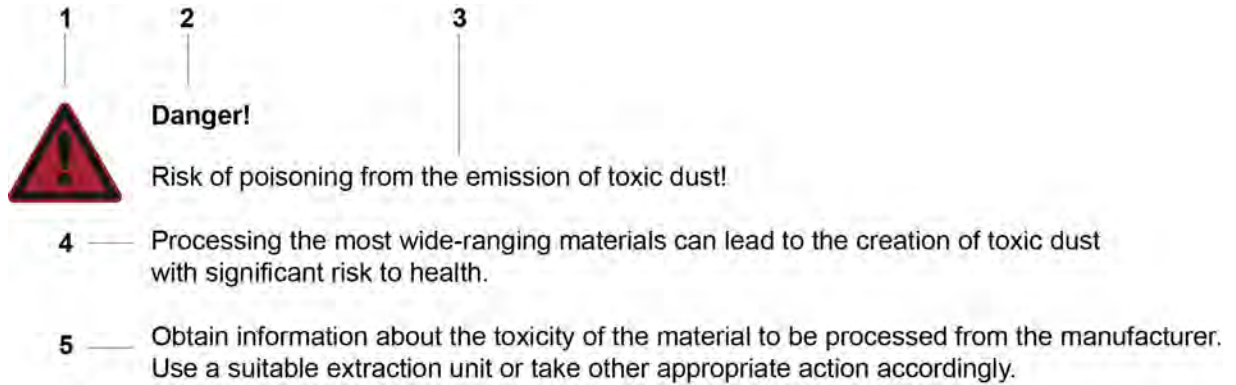 1 2 3
Danger!
Risk of poisoning from the emission of toxic dust!
4 Processing the most wide-ranging materials can lead to the creation of toxic dust
with significant risk to health.
5 Obtain information about the toxicity of the material to be processed from the manufacturer.
Use a suitable extraction unit or take other appropriate action accordingly.